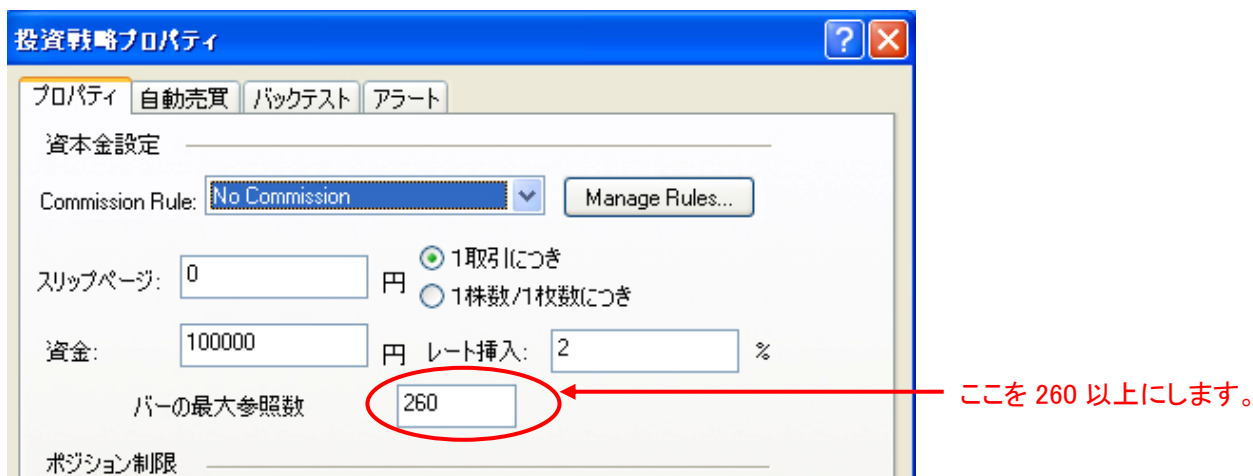 投資戦略プロパティ
プロパティ 自動売買 バックテスト アラート
資本金設定
Commission Rule: No Commission Manage Rules...
スリップページ: 0 円 1取引につき
1株数/1枚数につき
資金: 100000 円 レート挿入: 2 %
バーの最大参照数 260 ここを 260 以上にします。
ポジション制限